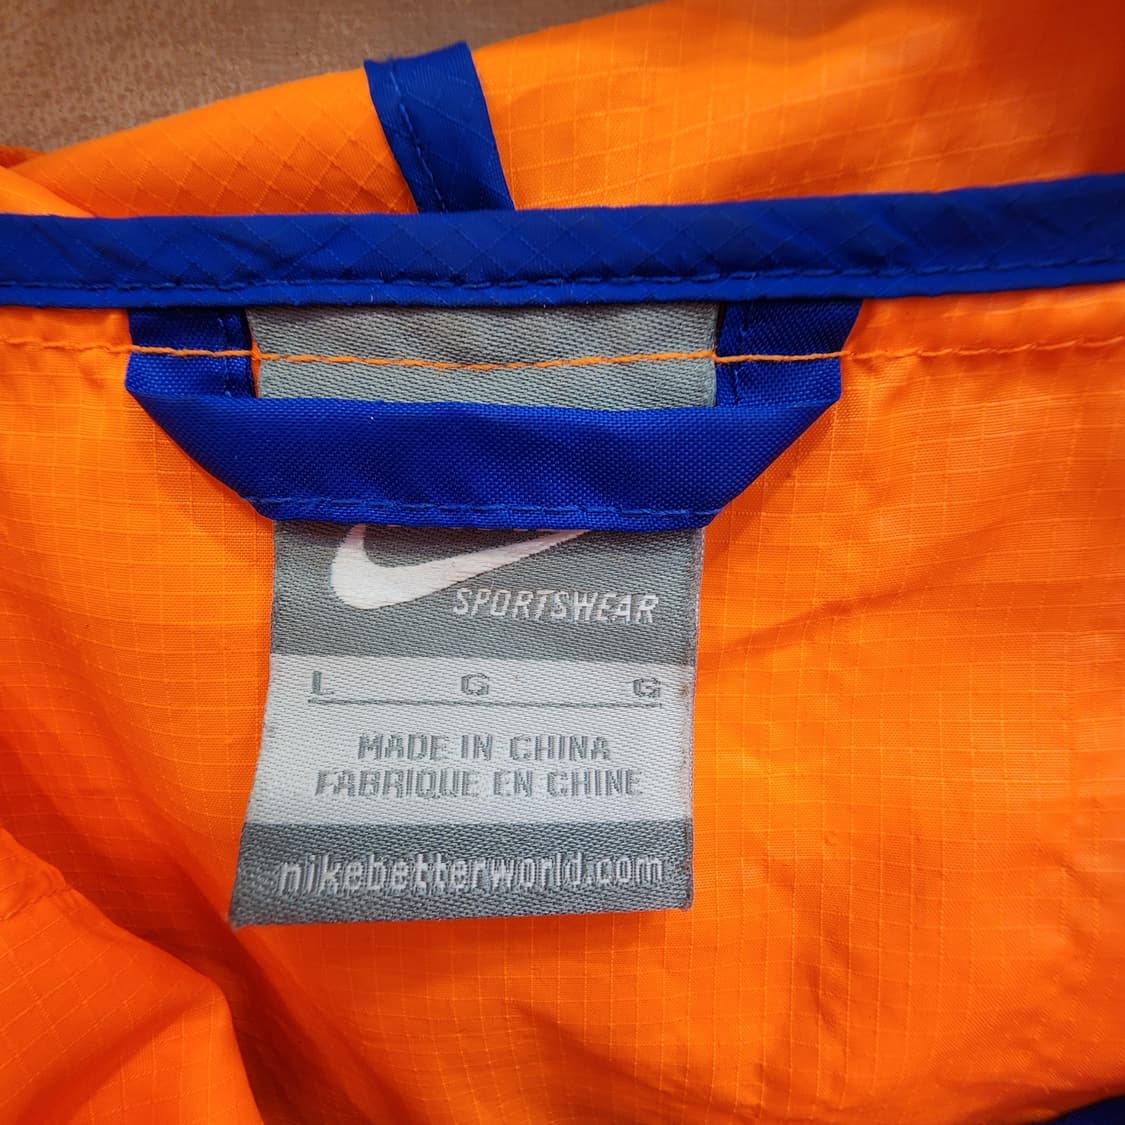 SPORTSWEAR
L G G
MADE IN CHINA
FABRIQUE EN CHINE
nikebetterworld.com